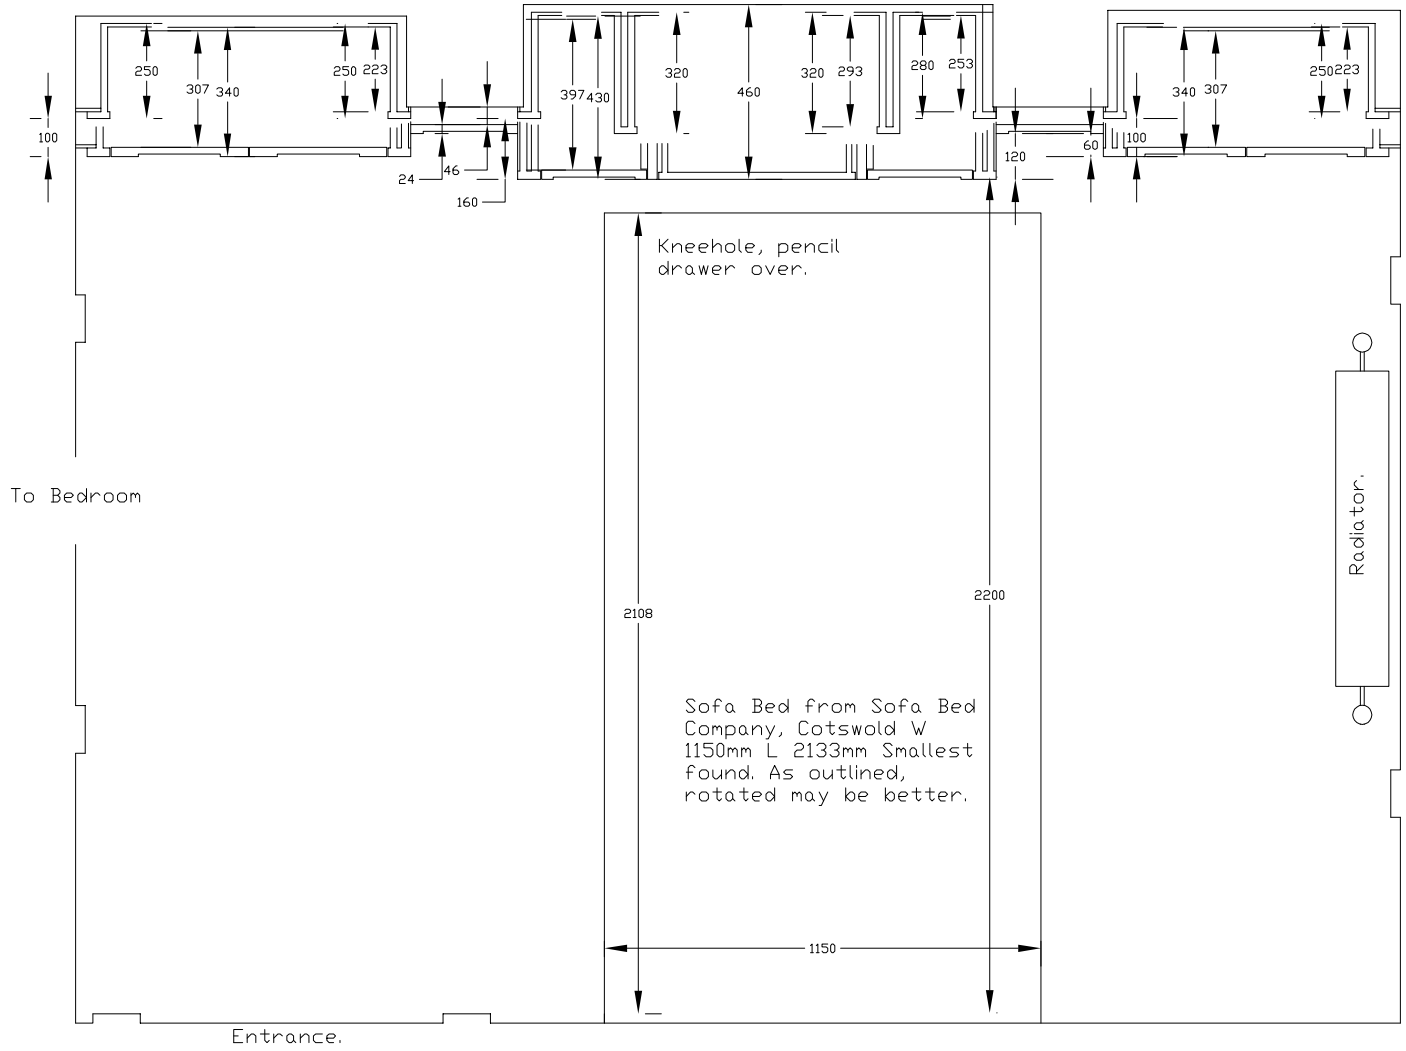 250
307
340
250
223
397
430
320
460
320
293
280
253
340
307
250
223
100
24
46
160
120
60
100
Kneehole, pencil
drawer over.
To Bedroom
Radiator.
2108
2200
Sofa Bed from Sofa Bed
Company, Cotswold W
1150mm L 2133mm Smallest
found. As outlined,
rotated may be better.
1150
Entrance.